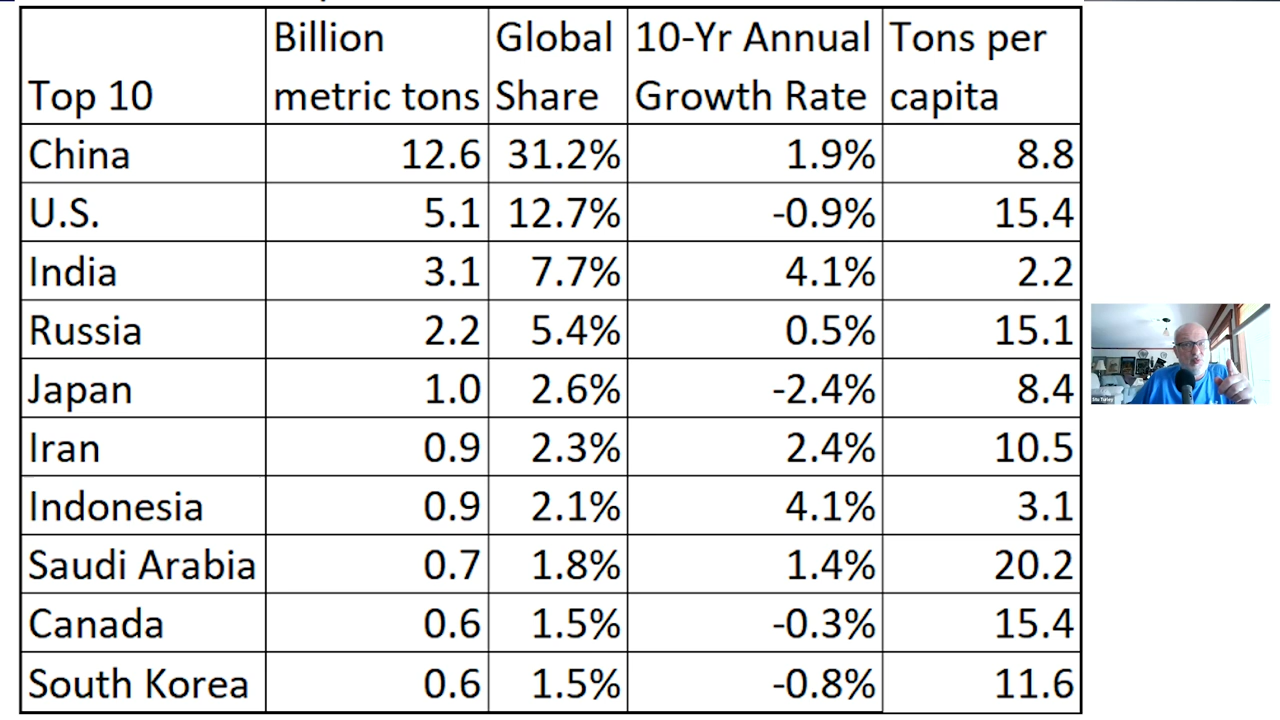 Billion Global 10-Yr Annual Tons per
Top 10 metric tons Share Growth Rate capita
China 12.6 31.2% 1.9% 8.8
U.S. 5.1 12.7% -0.9% 15.4
India 3.1 7.7% 4.1% 2.2
Russia 2.2 5.4% 0.5% 15.1
Japan 1.0 2.6% -2.4% 8.4
Iran 0.9 2.3% 2.4% 10.5
Indonesia 0.9 2.1% 4.1% 3.1
Saudi Arabia 0.7 1.8% 1.4% 20.2
Canada 0.6 1.5% -0.3% 15.4
South Korea 0.6 1.5% -0.8% 11.6
Stu Turley